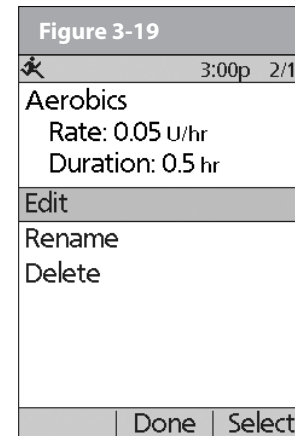 Figure 3-19
3:00p 2/1
Aerobics
Rate: 0.05 U/hr
Duration: 0.5 hr
Edit
Rename
Delete
Done | Select